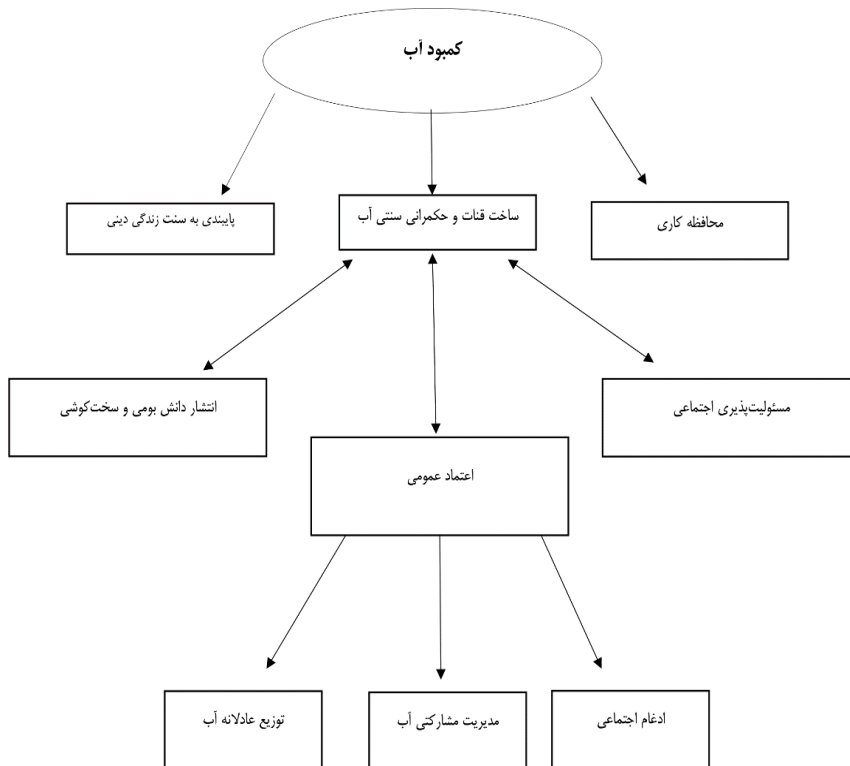 کمبود آب
محافظه کاری
ساخت قنات و حکمرانی سنتی آب
پایبندی به سنت زندگی دینی
مسئولیت‌پذیری اجتماعی
انتشار دانش بومی و سخت‌کوشی
اعتماد عمومی
ادغام اجتماعی
مدیریت مشارکتی آب
توزیع عادلانه آب